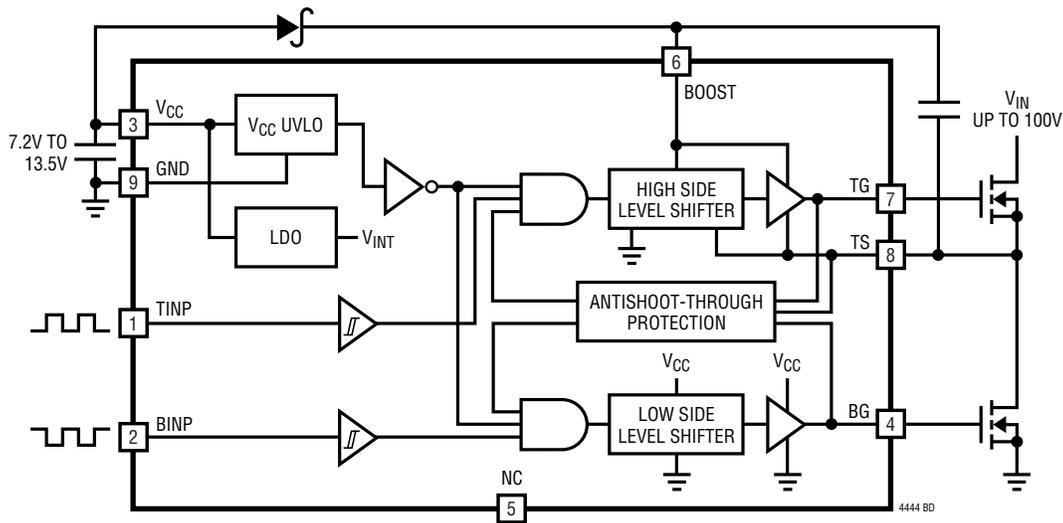 6
BOOST
V_IN
UP TO 100V
7.2V TO
13.5V
3
V_CC
V_CC UVLO
9
GND
LDO
V_INT
HIGH SIDE
LEVEL SHIFTER
TG
7
TS
8
ANTISHOOT-THROUGH
PROTECTION
1
TINP
V_CC
V_CC
2
BINP
LOW SIDE
LEVEL SHIFTER
BG
4
NC
5
4444 BD